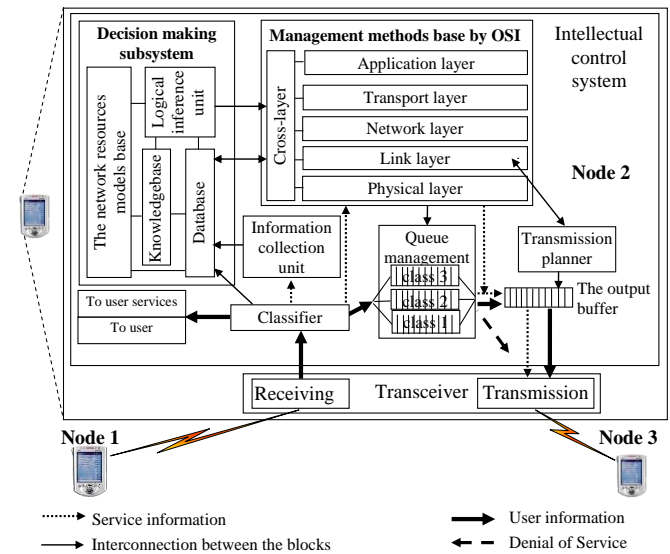 Decision making
subsystem
Management methods base by OSI
Intellectual
control
system
The network resources
models base
Logical
inference
unit
Knowledgebase
Database
Cross-layer
Application layer
Transport layer
Network layer
Link layer
Physical layer
Node 2
Information
collection
unit
Queue
management
class 3
class 2
class 1
Transmission
planner
The output
buffer
To user services
To user
Classifier
Receiving
Transceiver
Transmission
Node 1
Node 3
Service information
User information
Interconnection between the blocks
Denial of Service